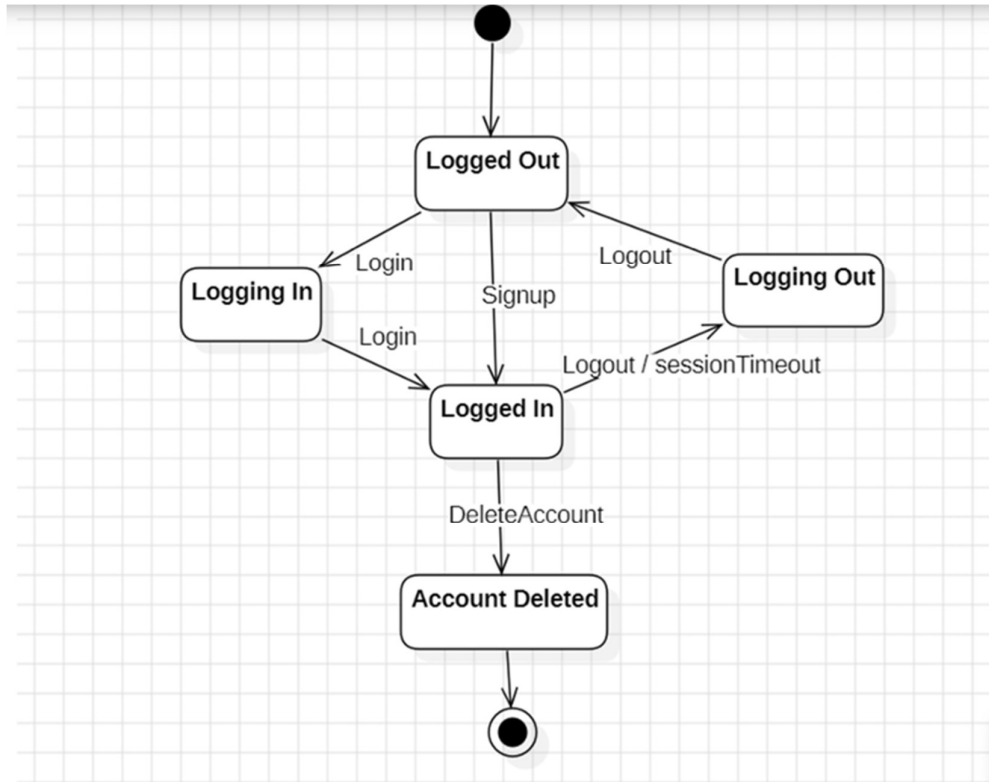 Logged Out
Login
Logout
Logging In
Signup
Logging Out
Login
Logout / sessionTimeout
Logged In
DeleteAccount
Account Deleted